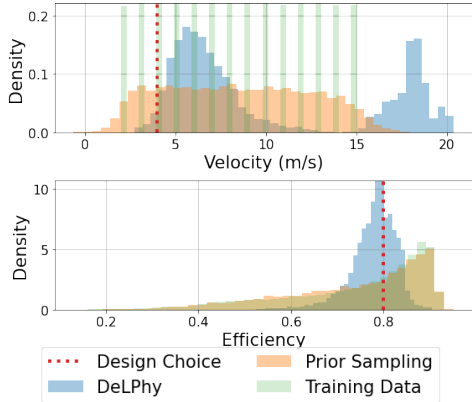 0.2
0.1
0.0
Density
0 5 10 15 20
Velocity (m/s)
10
5
0
Density
0.2 0.4 0.6 0.8
Efficiency
Design Choice
Prior Sampling
DeLPhy
Training Data